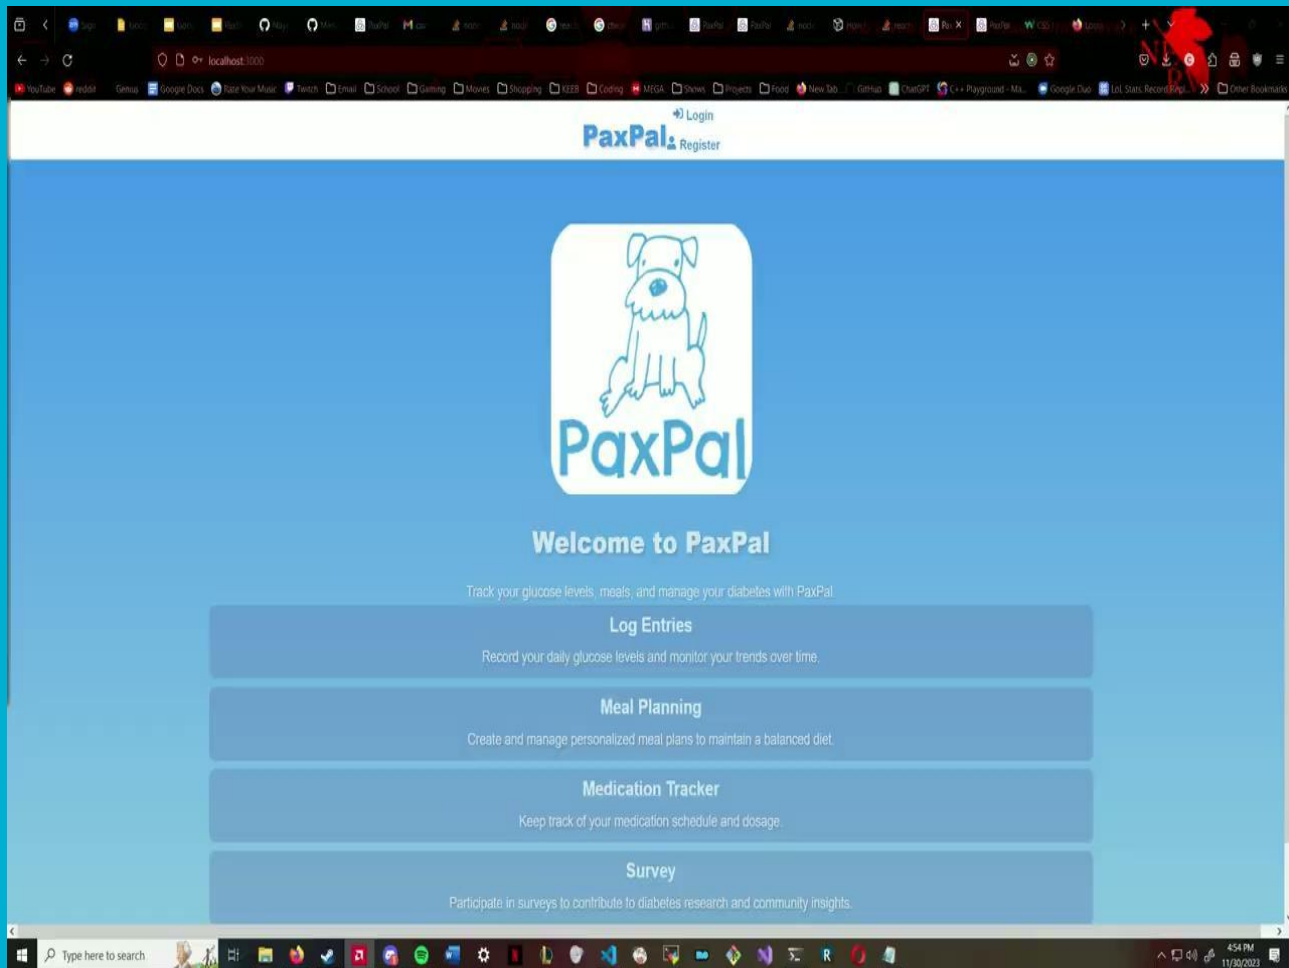 localhost:3000
YouTube reddit Genius Google Docs Rate Your Music Twitch Email School Gaming Movies Shopping KEEB Coding MEGA Shows Projects Food New Tab GitHub ChatGPT C++ Playground - Ma... Google Duo LoL Stats, Record Repl... Other Bookmarks
Login
PaxPal Register
PaxPal
Welcome to PaxPal
Track your glucose levels, meals, and manage your diabetes with PaxPal
Log Entries
Record your daily glucose levels and monitor your trends over time.
Meal Planning
Create and manage personalized meal plans to maintain a balanced diet.
Medication Tracker
Keep track of your medication schedule and dosage.
Survey
Participate in surveys to contribute to diabetes research and community insights.
Type here to search
4:54 PM
11/30/2023